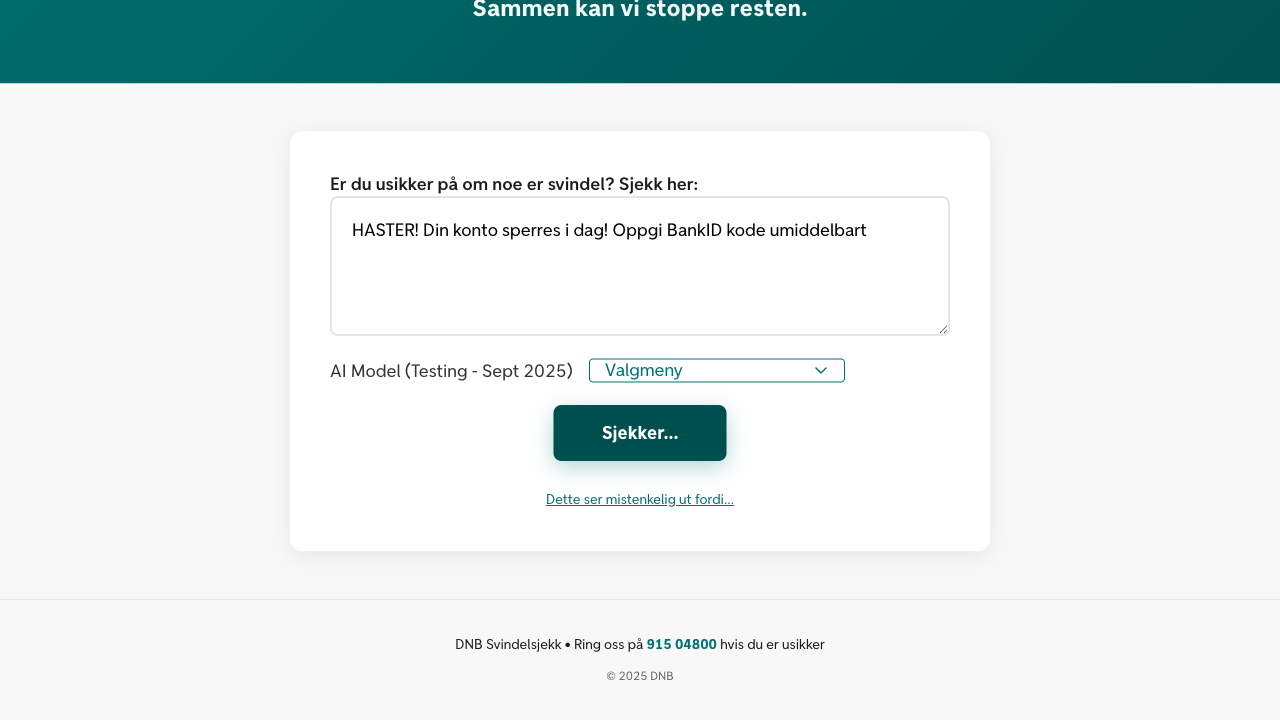 Sammen kan vi stoppe resten.
Er du usikker på om noe er svindel? Sjekk her:
HASTER! Din konto sperres i dag! Oppgi BankID kode umiddelbart
AI Model (Testing - Sept 2025) Valgmeny
Sjekker...
Dette ser mistenkelig ut fordi...
DNB Svindelsjekk • Ring oss på 915 04800 hvis du er usikker
© 2025 DNB